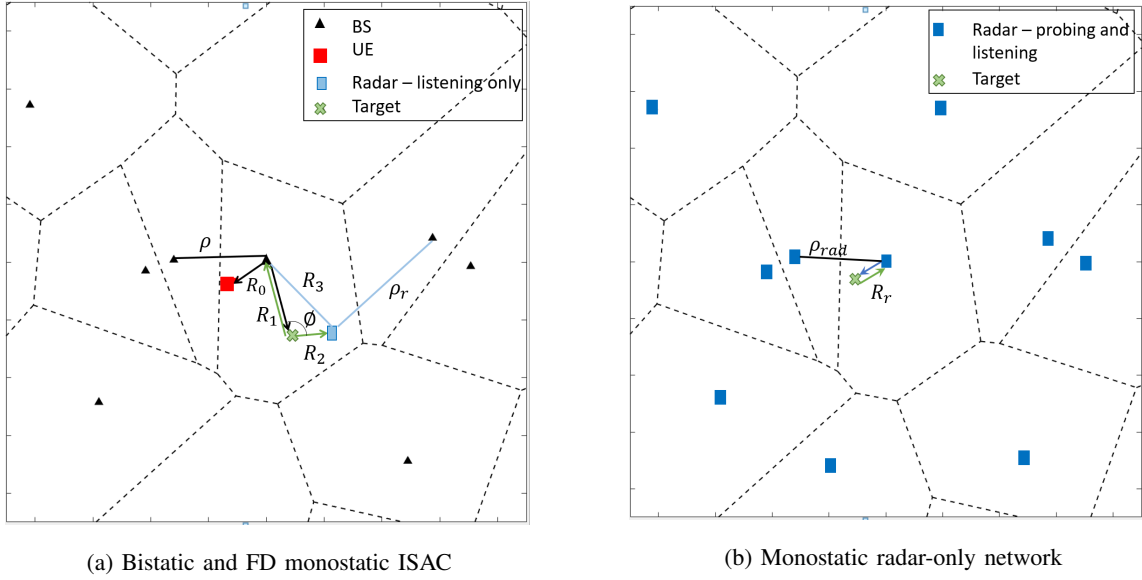 BS
UE
Radar – listening only
Target
ρ
R₀
R₃
ρᵣ
R₁
Ø
R₂
(a) Bistatic and FD monostatic ISAC
Radar – probing and
listening
Target
ρ_rad
Rᵣ
(b) Monostatic radar-only network